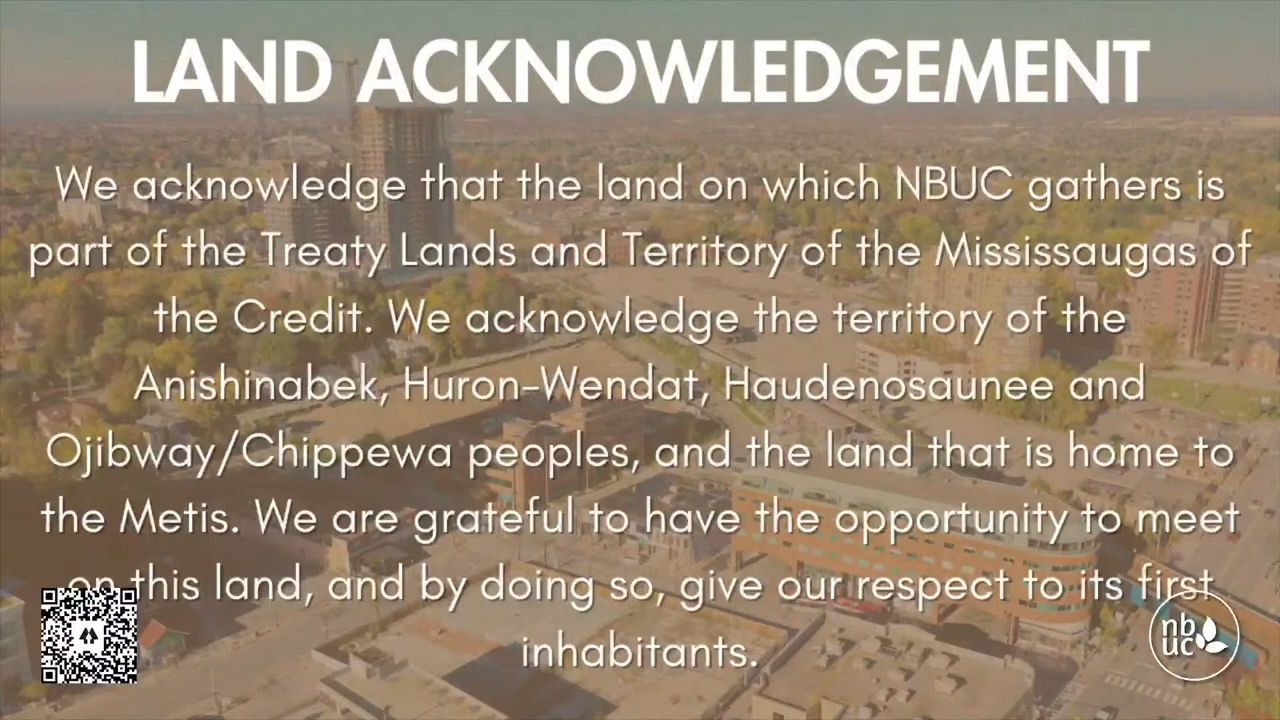 LAND ACKNOWLEDGEMENT
We acknowledge that the land on which NBUC gathers is
part of the Treaty Lands and Territory of the Mississaugas of
the Credit. We acknowledge the territory of the
Anishinabek, Huron-Wendat, Haudenosaunee and
Ojibway/Chippewa peoples, and the land that is home to
the Metis. We are grateful to have the opportunity to meet
on this land, and by doing so, give our respect to its first
inhabitants.
nb
uc